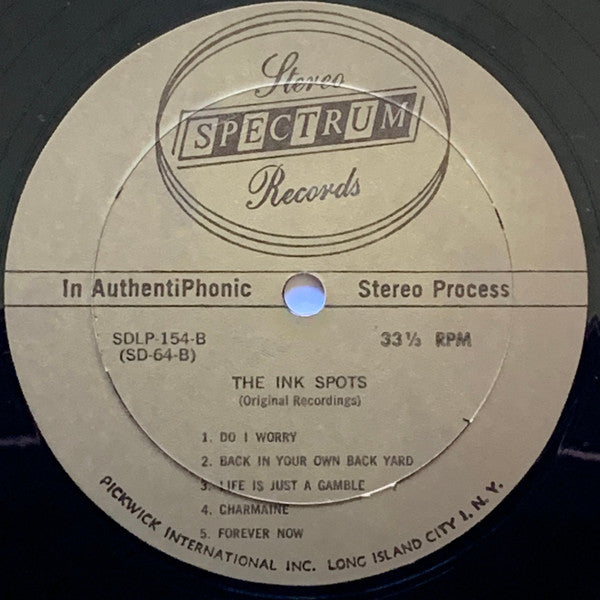 Stereo
SPECTRUM
Records
In AuthentiPhonic Stereo Process
SDLP-154-B 33⅓ RPM
(SD-64-B)
THE INK SPOTS
(Original Recordings)
1. DO I WORRY
2. BACK IN YOUR OWN BACK YARD
3. LIFE IS JUST A GAMBLE
4. CHARMAINE
5. FOREVER NOW
PICKWICK INTERNATIONAL INC. LONG ISLAND CITY 1, N. Y.